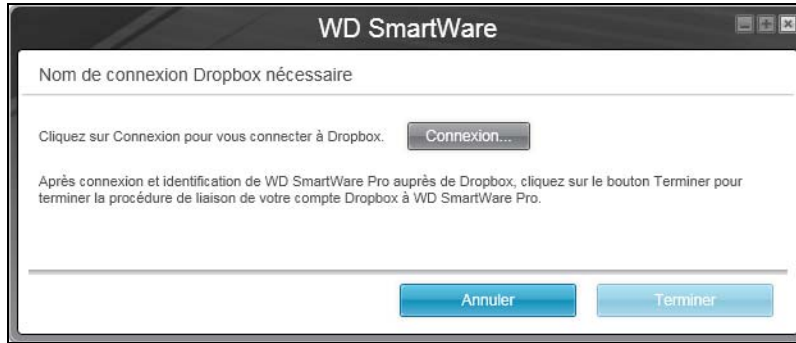 WD SmartWare
Nom de connexion Dropbox nécessaire
Cliquez sur Connexion pour vous connecter à Dropbox.
Connexion...
Après connexion et identification de WD SmartWare Pro auprès de Dropbox, cliquez sur le bouton Terminer pour
terminer la procédure de liaison de votre compte Dropbox à WD SmartWare Pro.
Annuler
Terminer